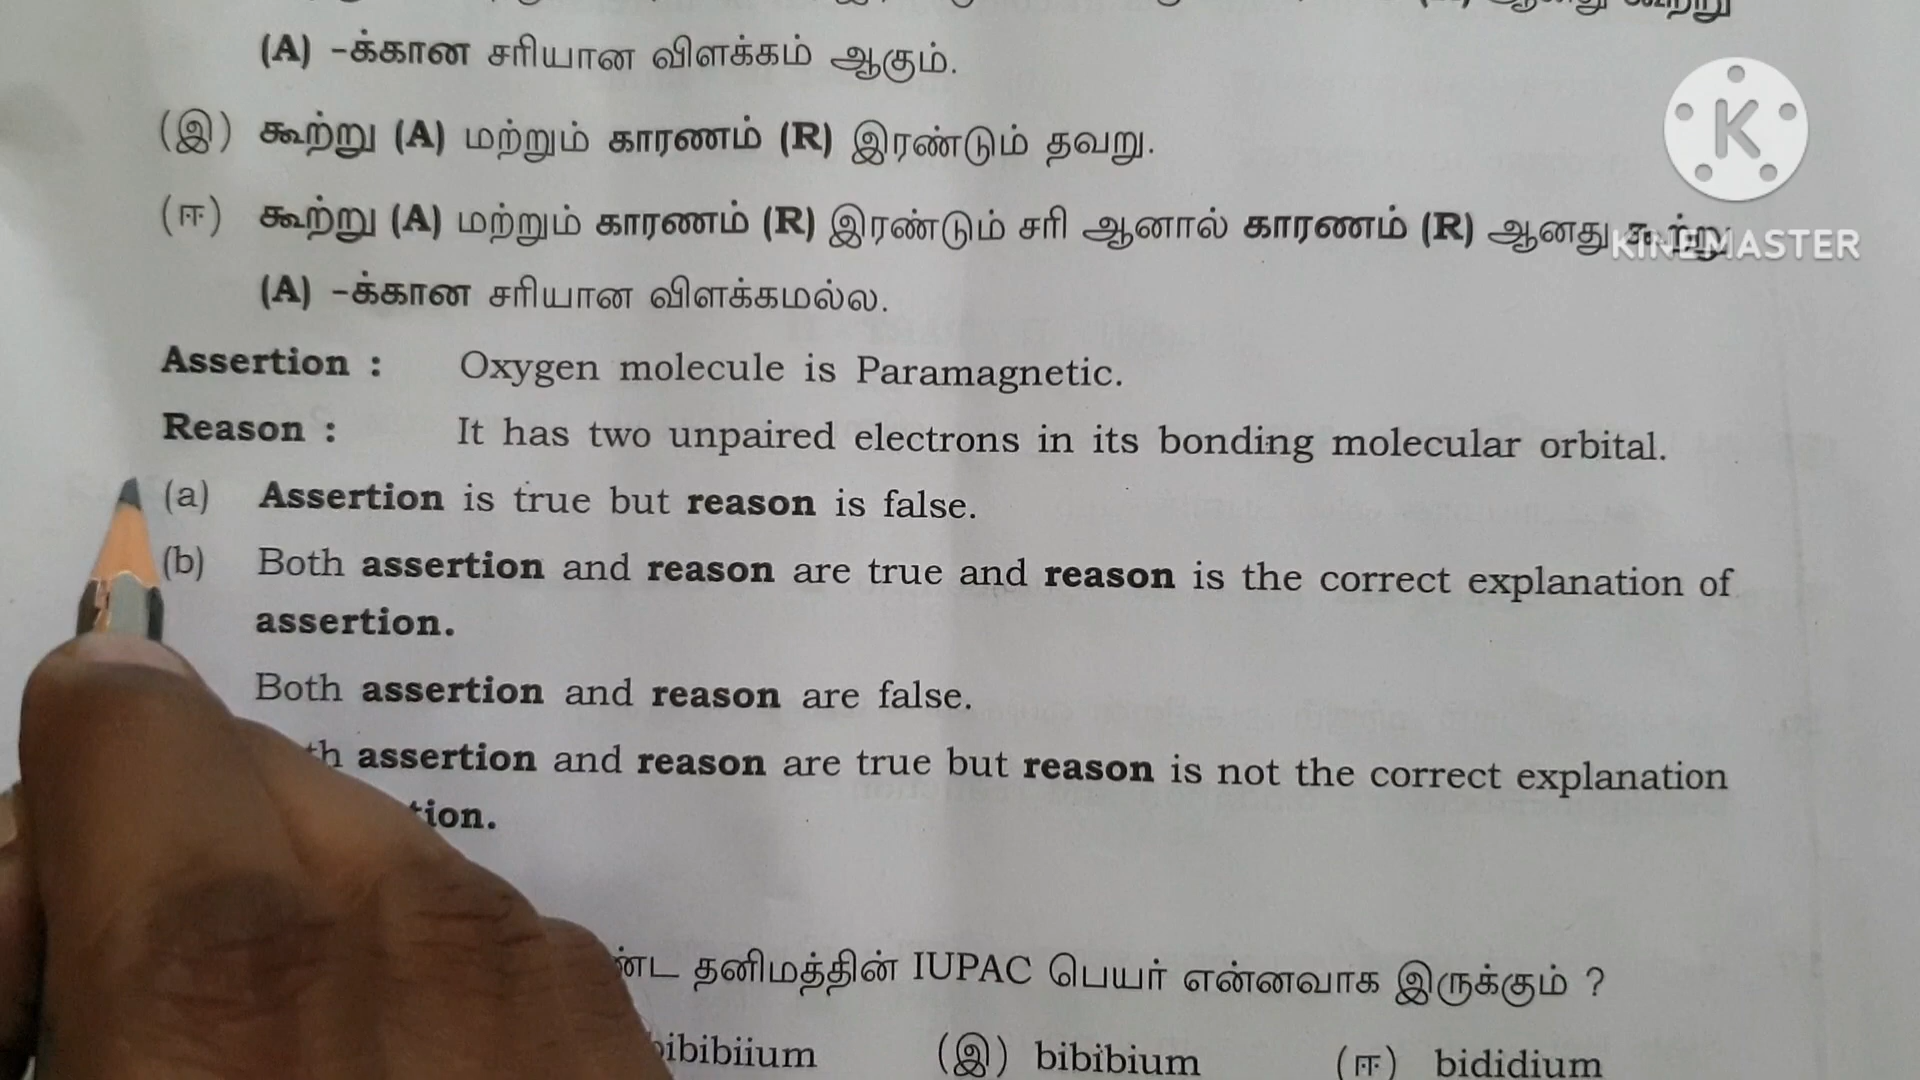 (A) -க்கான சரியான விளக்கம் ஆகும்.
(இ) கூற்று (A) மற்றும் காரணம் (R) இரண்டும் தவறு.
(ஈ) கூற்று (A) மற்றும் காரணம் (R) இரண்டும் சரி ஆனால் காரணம் (R) ஆனது கூற்று
KINEMASTER
(A) -க்கான சரியான விளக்கமல்ல.
Assertion : Oxygen molecule is Paramagnetic.
Reason : It has two unpaired electrons in its bonding molecular orbital.
(a) Assertion is true but reason is false.
(b) Both assertion and reason are true and reason is the correct explanation of
assertion.
Both assertion and reason are false.
assertion and reason are true but reason is not the correct explanation
தனிமத்தின் IUPAC பெயர் என்னவாக இருக்கும் ?
(இ) bibibium (ஈ) bididium